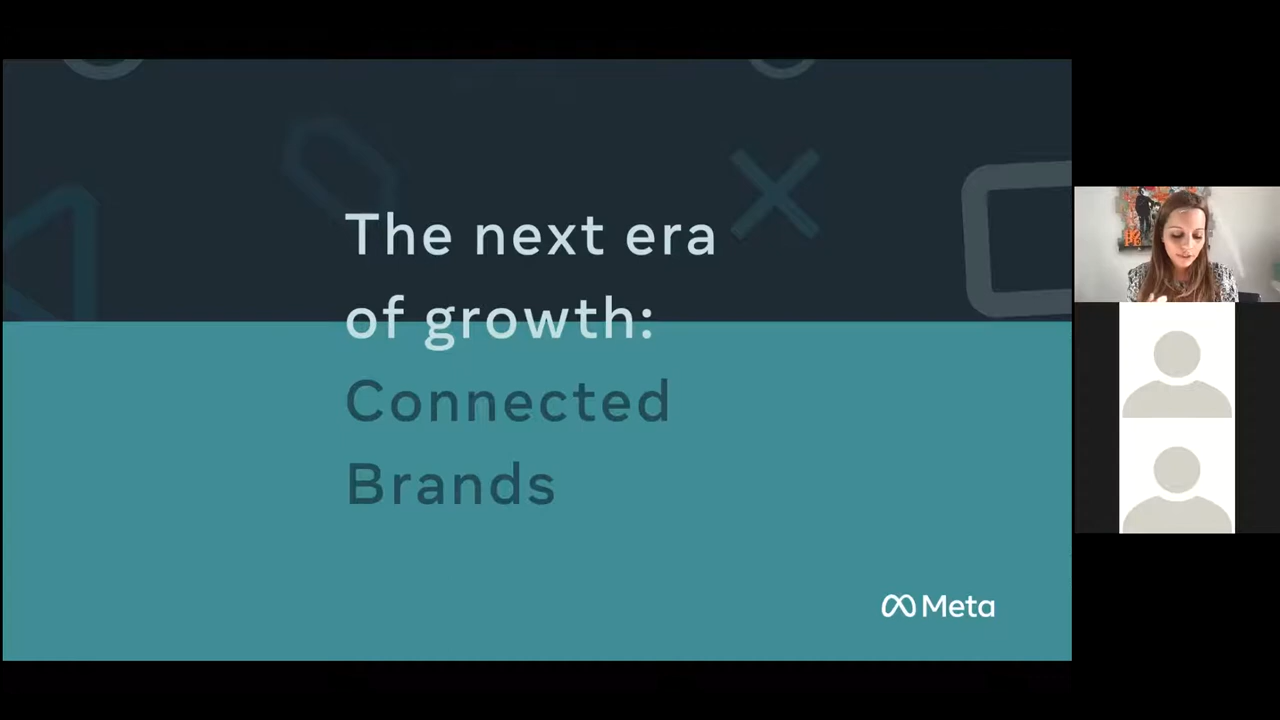 The next era
of growth:
Connected
Brands
Meta